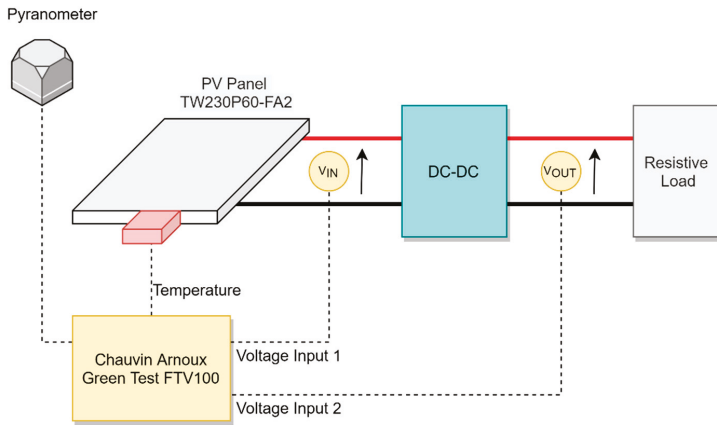 Pyranometer
PV Panel
TW230P60-FA2
VIN
DC-DC
VOUT
Resistive
Load
Temperature
Chauvin Arnoux
Green Test FTV100
Voltage Input 1
Voltage Input 2